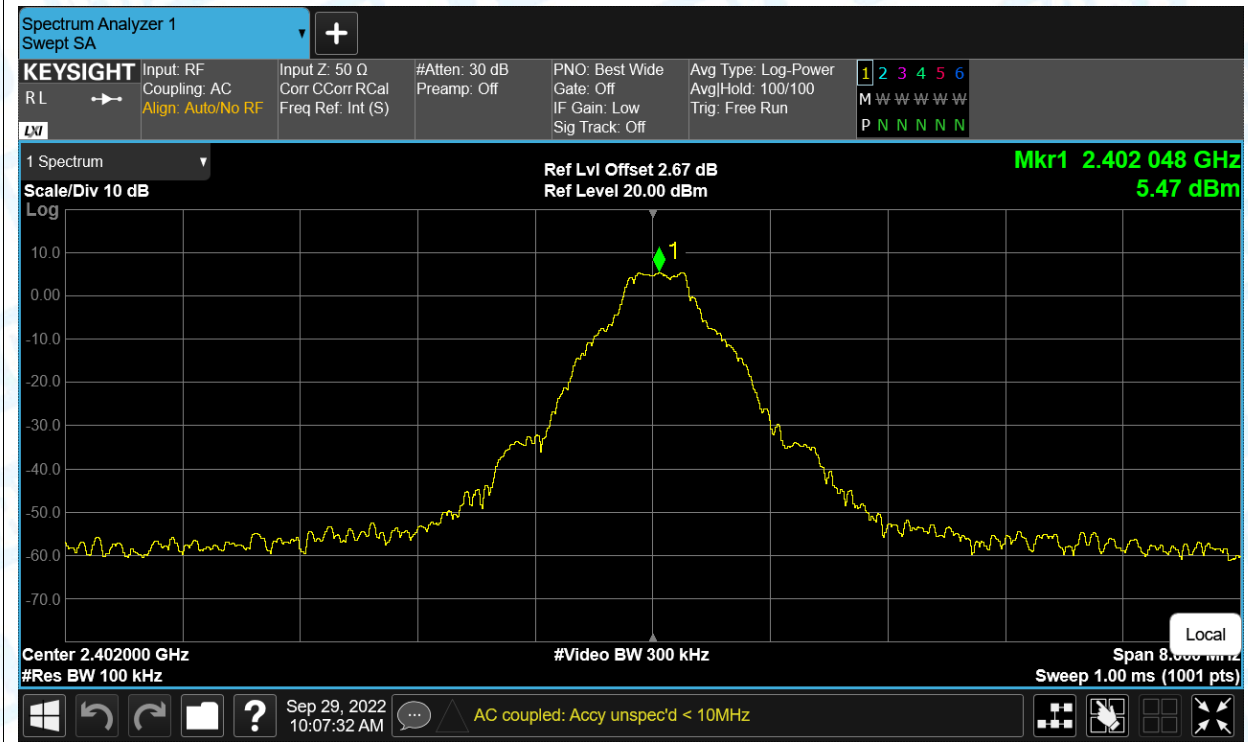 Spectrum Analyzer 1
Swept SA
KEYSIGHT
R L
LXI
Input: RF
Coupling: AC
Align: Auto/No RF
Input Z: 50 Ω
Corr CCorr RCal
Freq Ref: Int (S)
#Atten: 30 dB
Preamp: Off
PNO: Best Wide
Gate: Off
IF Gain: Low
Sig Track: Off
Avg Type: Log-Power
Avg|Hold: 100/100
Trig: Free Run
1 2 3 4 5 6
M W W W W W
P N N N N N
1 Spectrum
Scale/Div 10 dB
Log
Ref Lvl Offset 2.67 dB
Ref Level 20.00 dBm
Mkr1 2.402 048 GHz
5.47 dBm
1
10.0
0.00
-10.0
-20.0
-30.0
-40.0
-50.0
-60.0
-70.0
Local
Center 2.402000 GHz
#Res BW 100 kHz
#Video BW 300 kHz
Span 8.000 MHz
Sweep 1.00 ms (1001 pts)
?
Sep 29, 2022
10:07:32 AM
AC coupled: Accy unspec'd < 10MHz